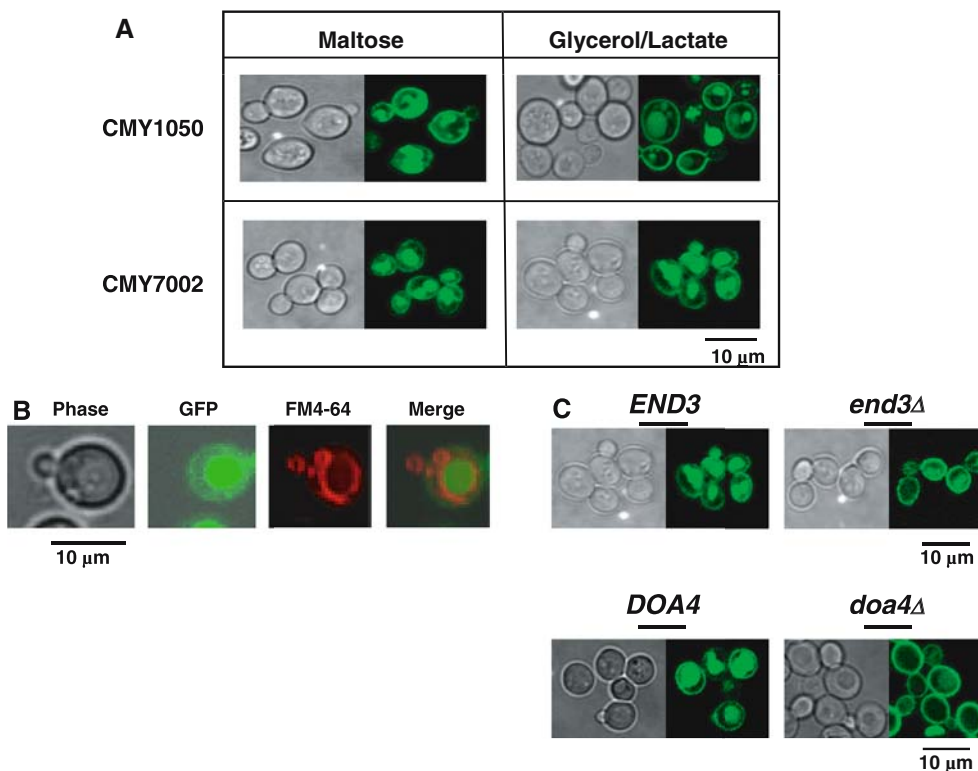 A
Maltose
Glycerol/Lactate
CMY1050
CMY7002
10 μm
B
Phase
GFP
FM4-64
Merge
10 μm
C
END3
end3Δ
10 μm
DOA4
doa4Δ
10 μm